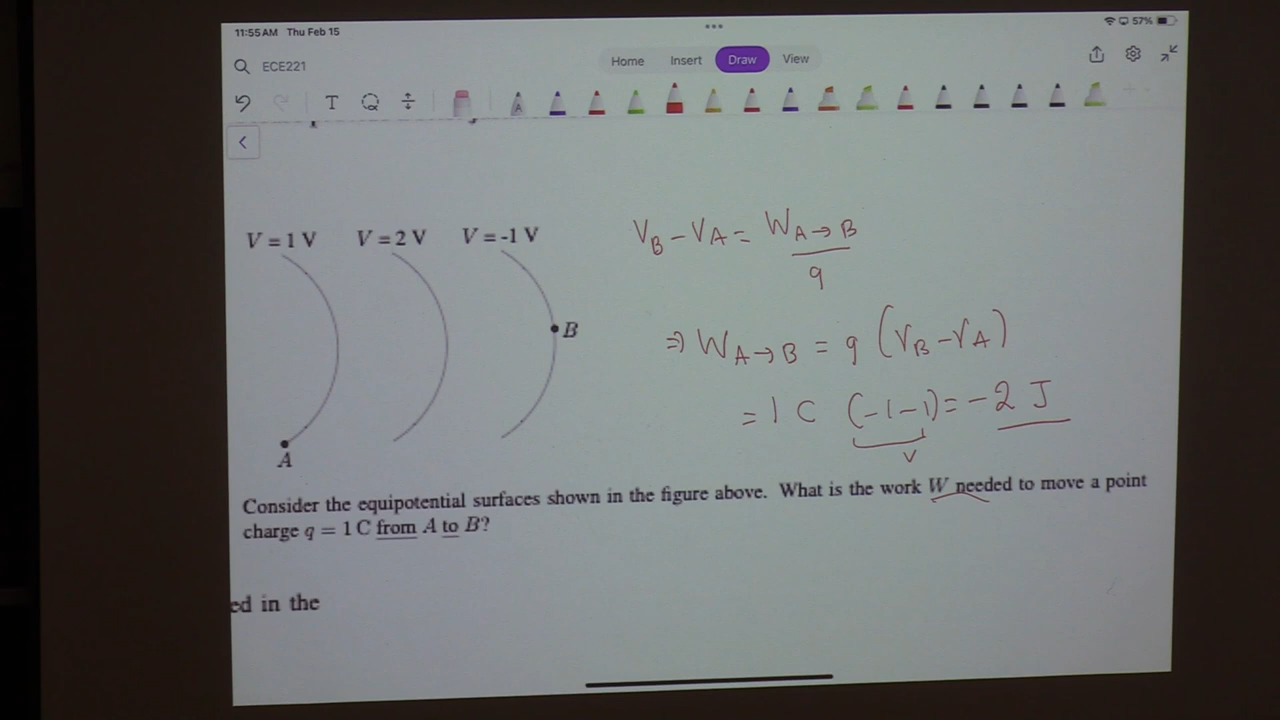 11:55 AM Thu Feb 15
57%
ECE221
Home Insert Draw View
T
A
V = 1 V V = 2 V V = -1 V
B
A
V_B - V_A = W_A→B / q
⇒ W_A→B = q (V_B - V_A)
= 1 C (-1-1) = -2 J
V
Consider the equipotential surfaces shown in the figure above. What is the work W needed to move a point
charge q = 1 C from A to B?
ed in the